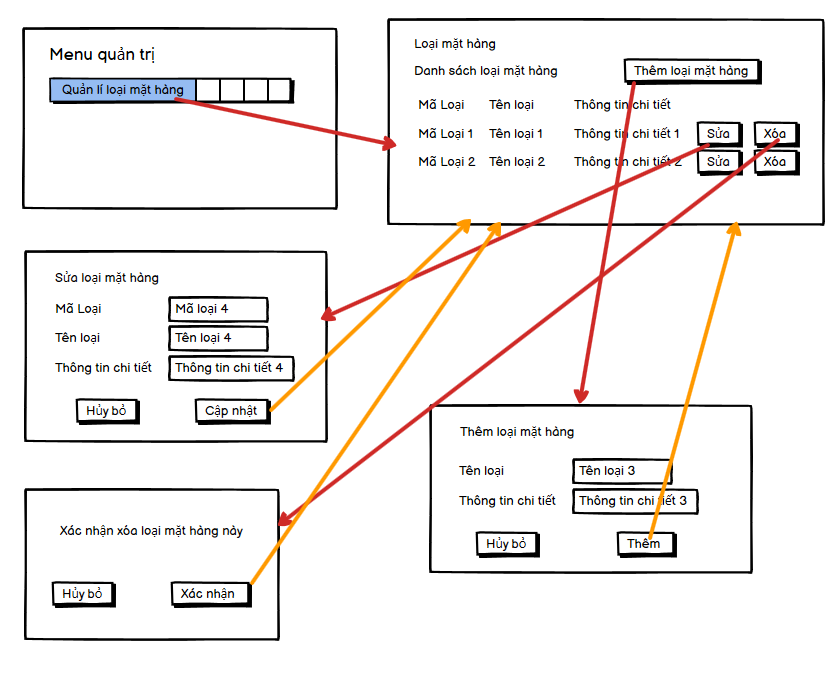 Menu quản trị
Quản lí loại mặt hàng
Loại mặt hàng
Danh sách loại mặt hàng Thêm loại mặt hàng
Mã Loại Tên loại Thông tin chi tiết
Mã Loại 1 Tên loại 1 Thông tin chi tiết 1 Sửa Xóa
Mã Loại 2 Tên loại 2 Thông tin chi tiết 2 Sửa Xóa
Sửa loại mặt hàng
Mã Loại Mã loại 4
Tên loại Tên loại 4
Thông tin chi tiết Thông tin chi tiết 4
Hủy bỏ Cập nhật
Thêm loại mặt hàng
Tên loại Tên loại 3
Thông tin chi tiết Thông tin chi tiết 3
Hủy bỏ Thêm
Xác nhận xóa loại mặt hàng này
Hủy bỏ Xác nhận